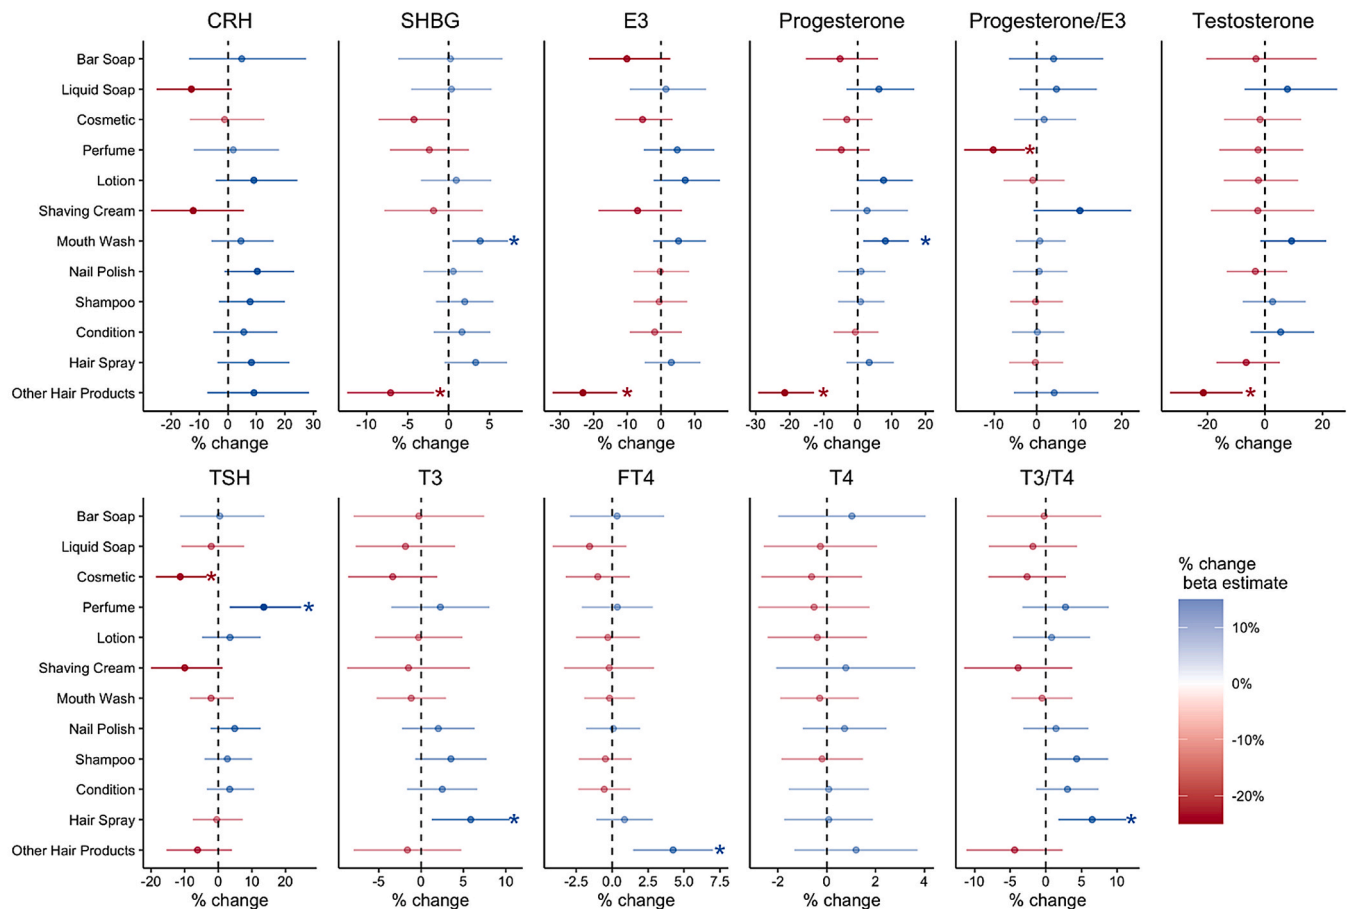 CRH SHBG E3 Progesterone Progesterone/E3 Testosterone
Bar Soap
Liquid Soap
Cosmetic
Perfume *
Lotion
Shaving Cream
Mouth Wash * *
Nail Polish
Shampoo
Condition
Hair Spray
Other Hair Products * * * *
-20 -10 0 10 20 30 -10 -5 0 5 -30 -20 -10 0 10 20 -30 -20 -10 0 10 20 -10 0 10 20 -20 0 20
% change % change % change % change % change % change
TSH T3 FT4 T4 T3/T4
Bar Soap
Liquid Soap
Cosmetic *
Perfume *
Lotion
Shaving Cream
Mouth Wash
Nail Polish
Shampoo
Condition
Hair Spray * *
Other Hair Products *
-20 -10 0 10 20 -5 0 5 10 -2.5 0.0 2.5 5.0 7.5 -2 0 2 4 -10 -5 0 5 10
% change % change % change % change % change
% change
beta estimate
10%
0%
-10%
-20%